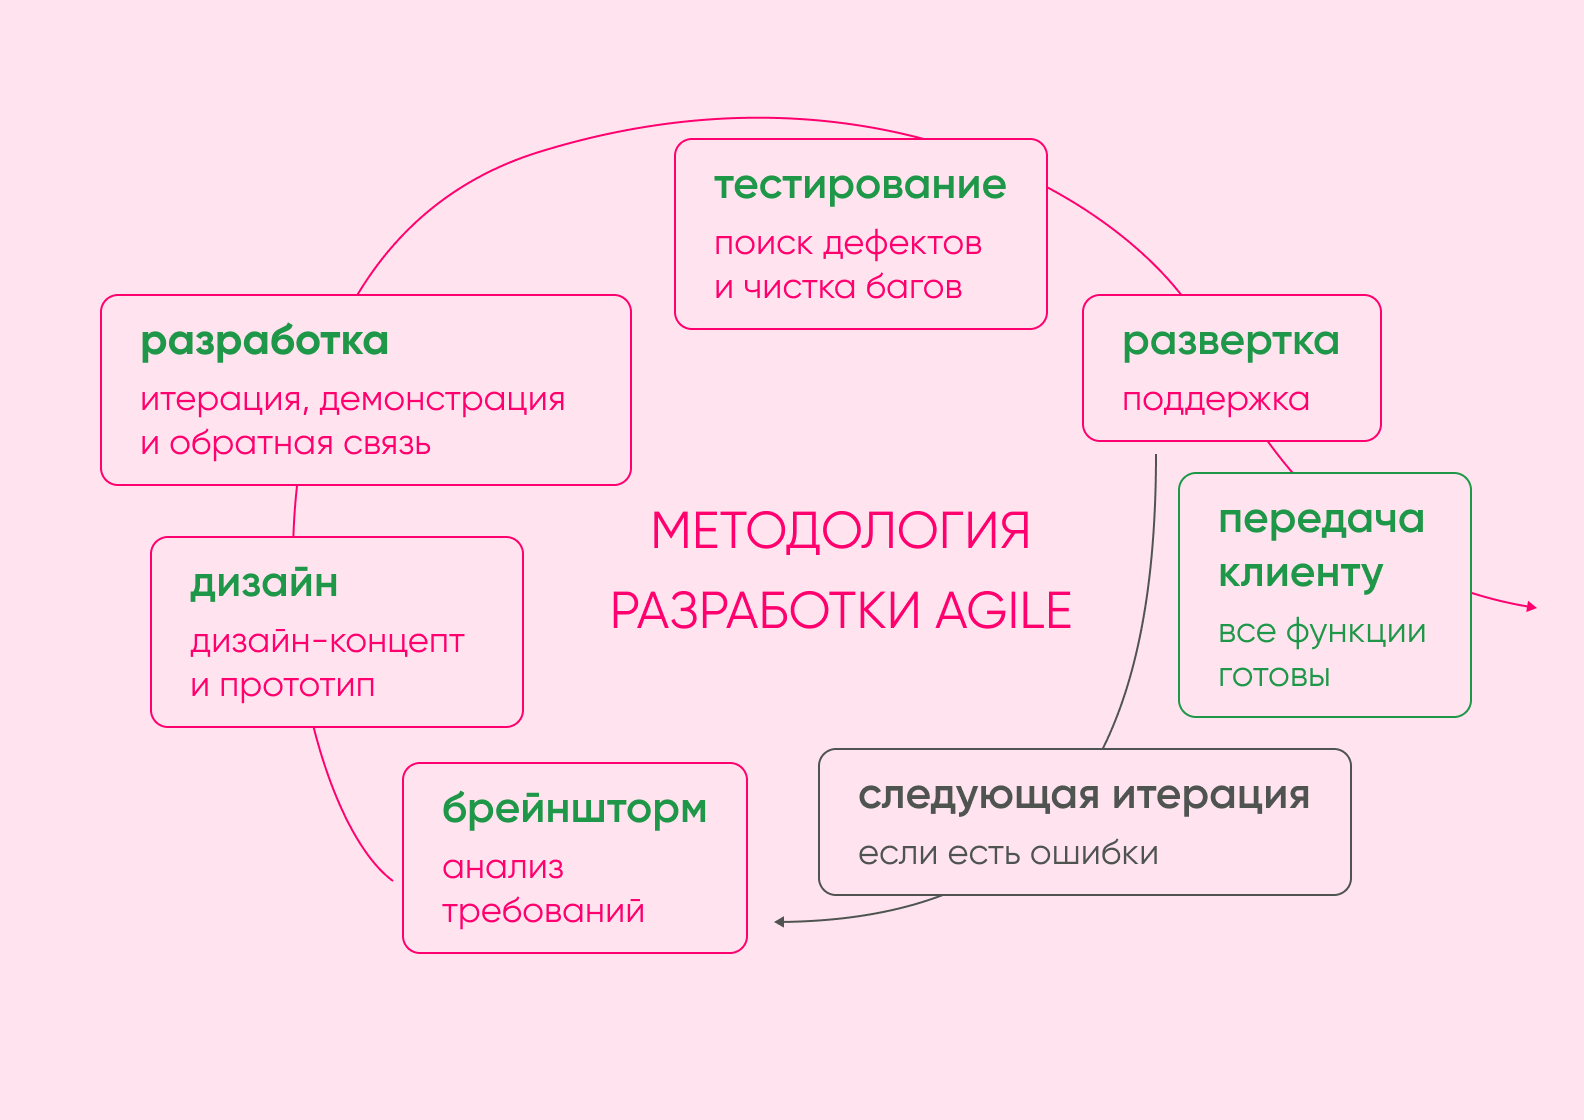 тестирование
поиск дефектов
и чистка багов
разработка
итерация, демонстрация
и обратная связь
развертка
поддержка
МЕТОДОЛОГИЯ
РАЗРАБОТКИ AGILE
передача
клиенту
все функции
готовы
дизайн
дизайн-концепт
и прототип
брейншторм
анализ
требований
следующая итерация
если есть ошибки